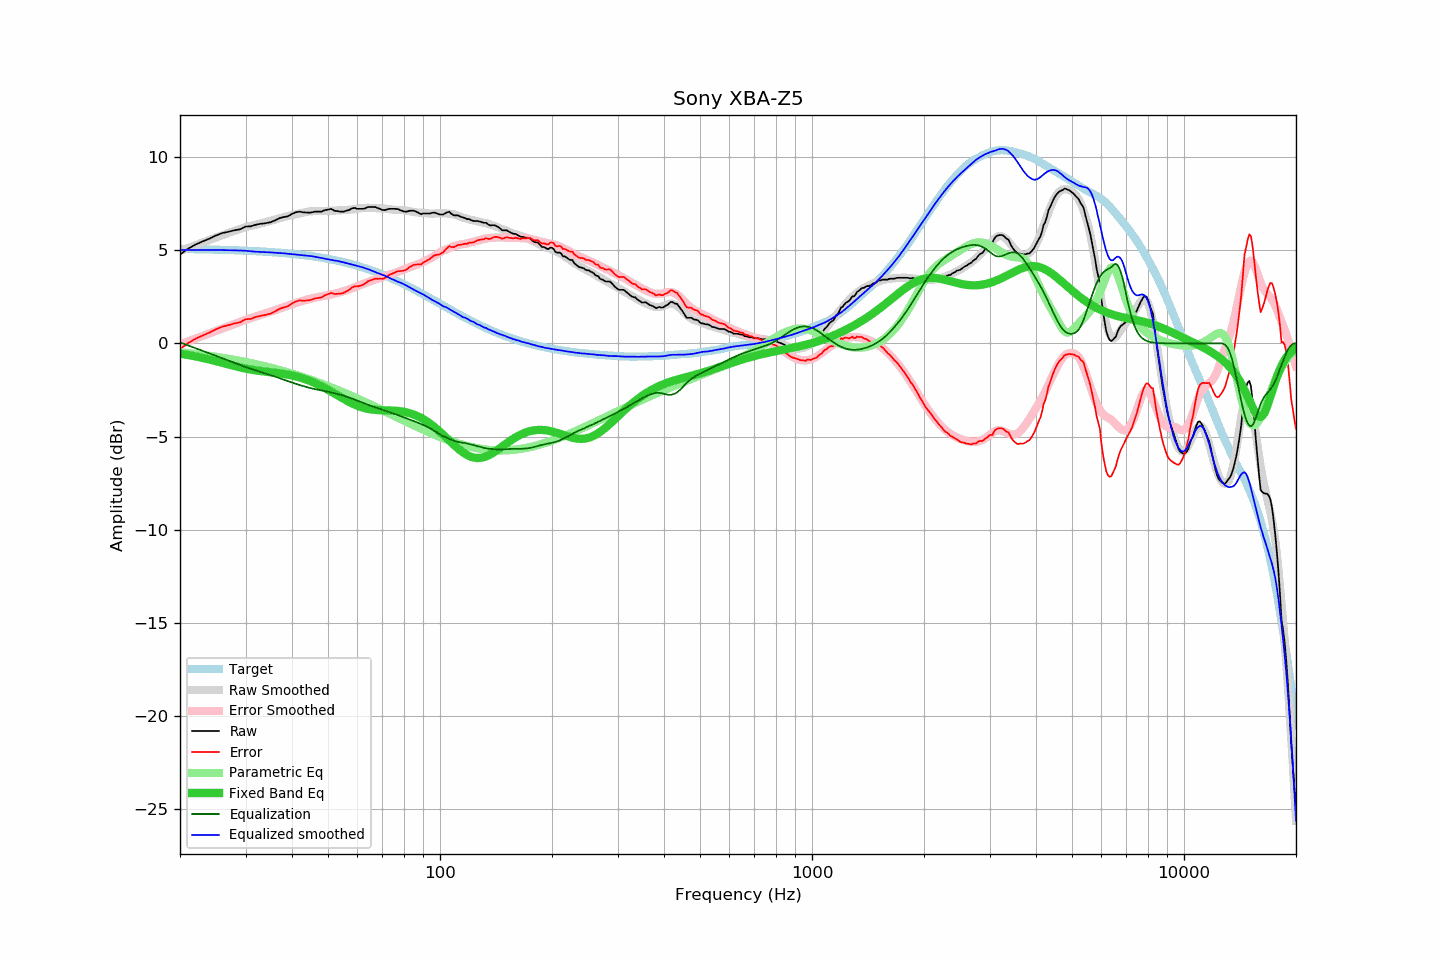 Sony XBA-Z5
10
5
0
−5
−10
−15
−20
−25
Amplitude (dBr)
Target
Raw Smoothed
Error Smoothed
Raw
Error
Parametric Eq
Fixed Band Eq
Equalization
Equalized smoothed
100 1000 10000
Frequency (Hz)